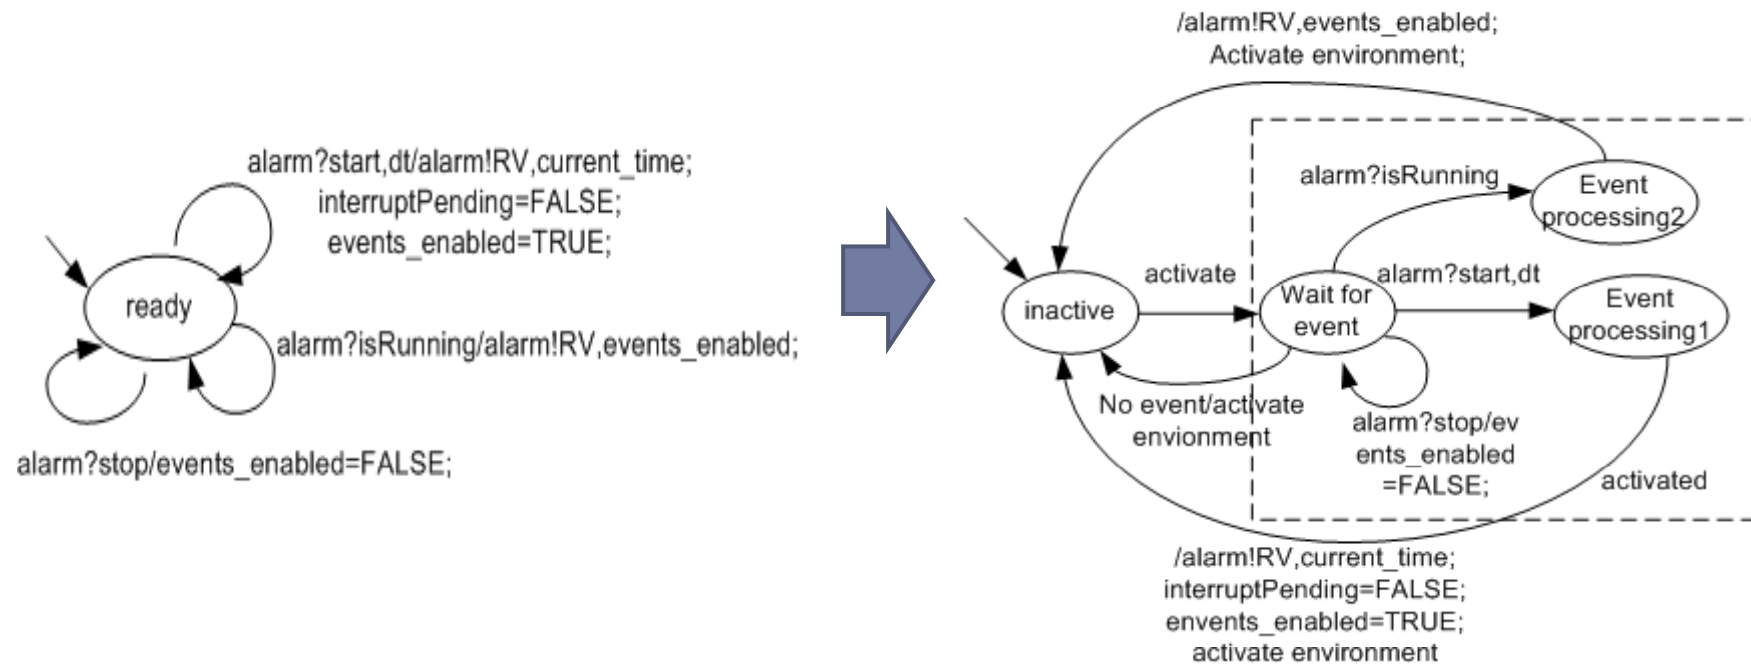 alarm?start,dt/alarm!RV,current_time;
interruptPending=FALSE;
events_enabled=TRUE;
ready
alarm?isRunning/alarm!RV,events_enabled;
alarm?stop/events_enabled=FALSE;
/alarm!RV,events_enabled;
Activate environment;
alarm?isRunning
Event
processing2
activate
alarm?start,dt
inactive
Wait for
event
Event
processing1
No event/activate
envionment
alarm?stop/ev
ents_enabled
=FALSE;
activated
/alarm!RV,current_time;
interruptPending=FALSE;
envents_enabled=TRUE;
activate environment